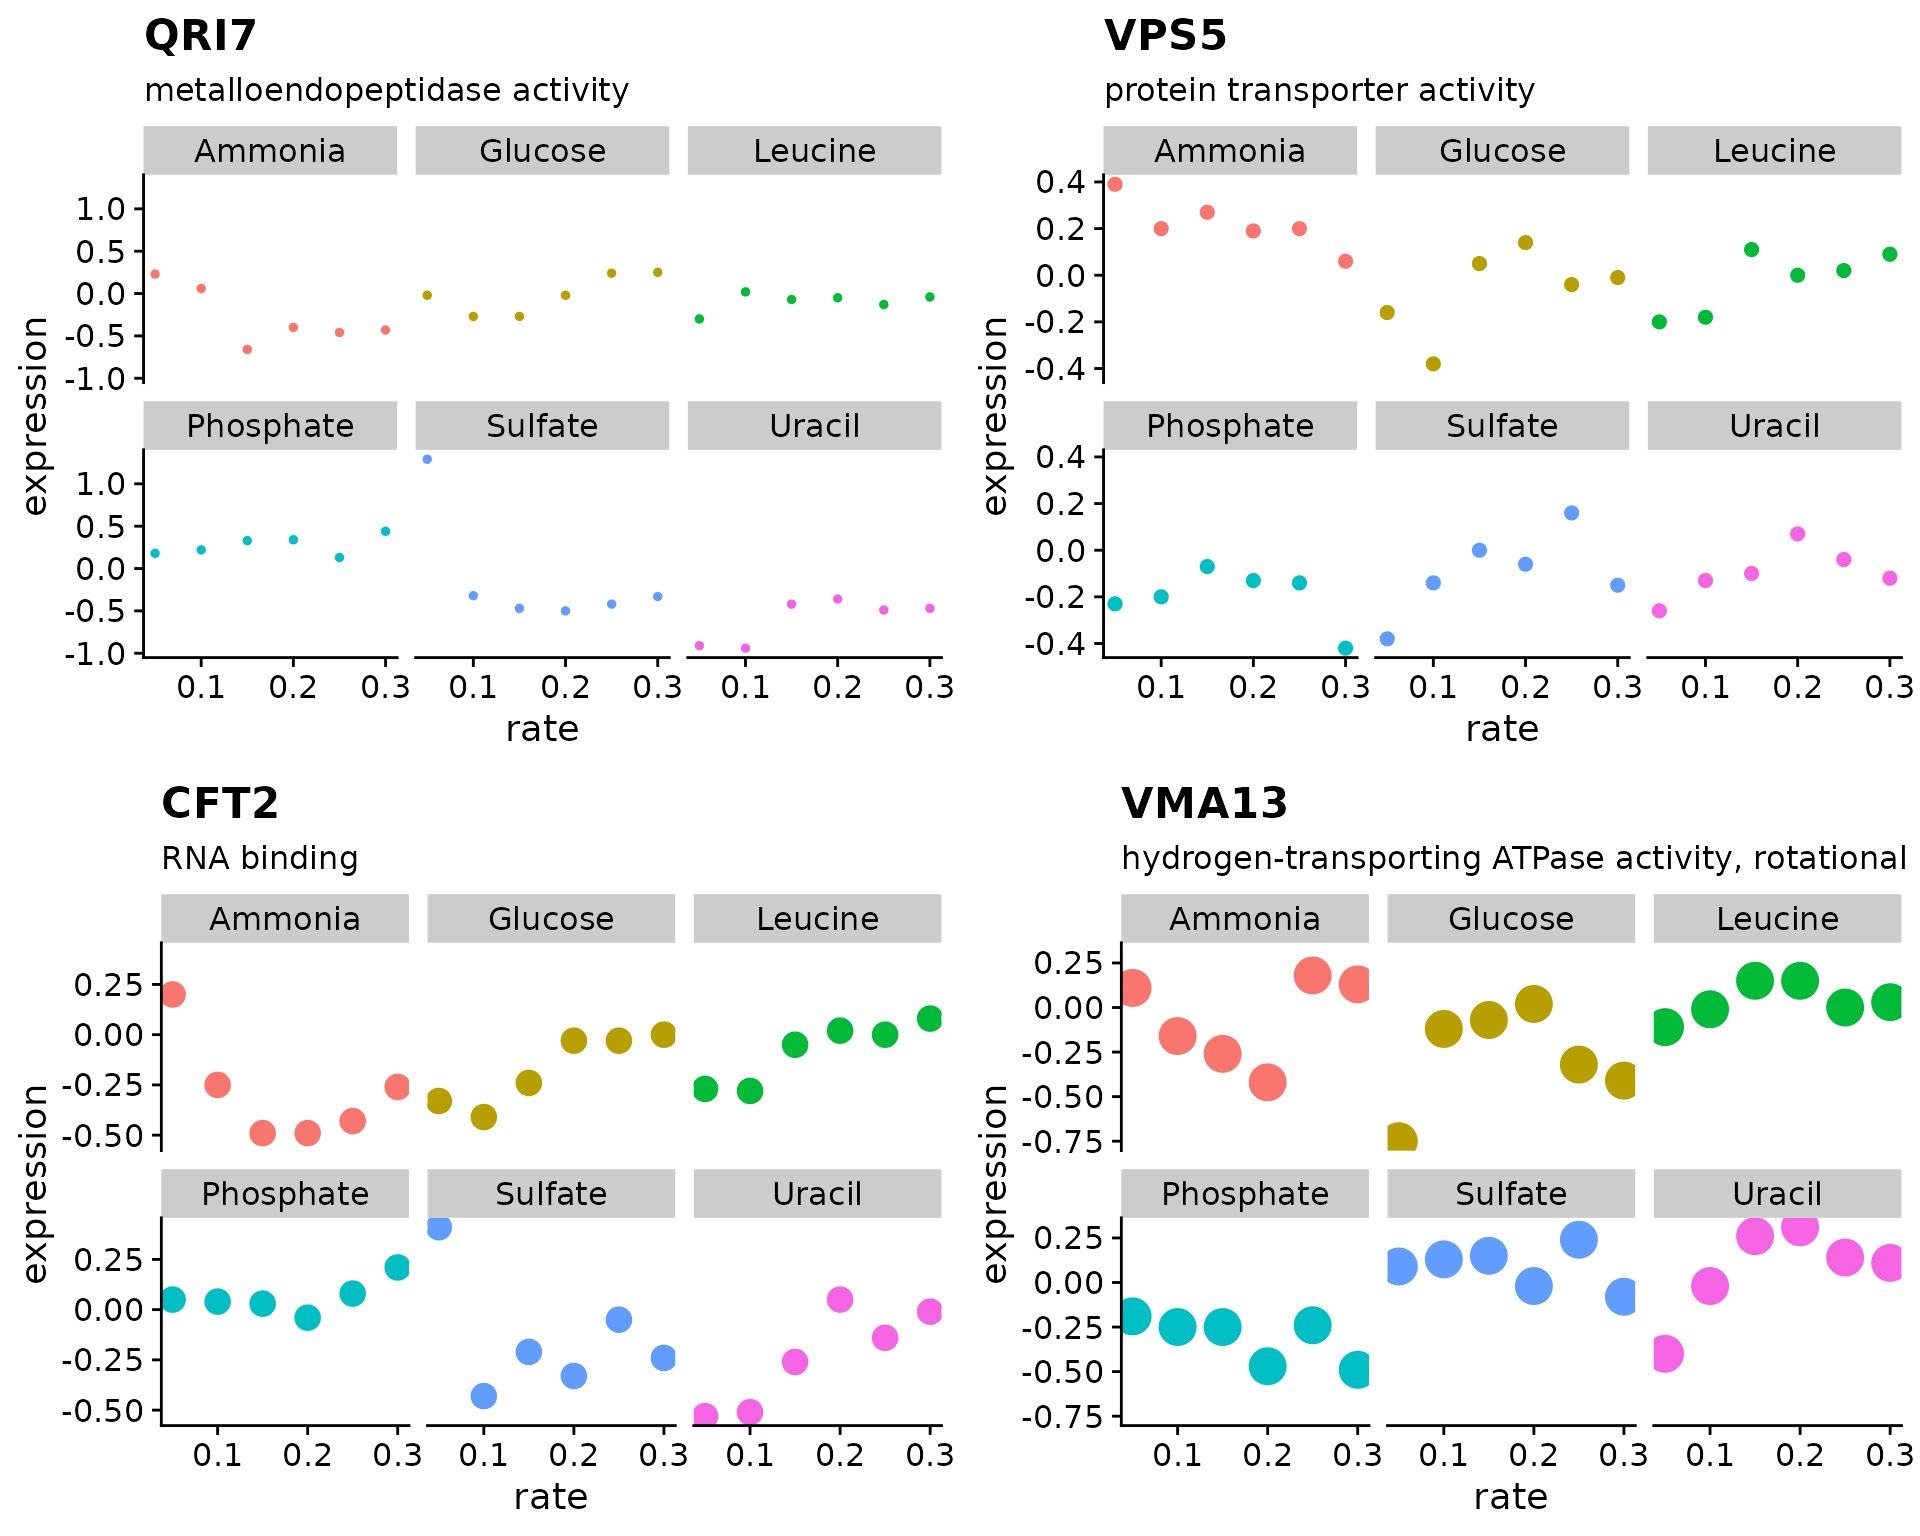 QRI7
metalloendopeptidase activity
Ammonia Glucose Leucine
1.0
0.5
0.0
-0.5
-1.0
Phosphate Sulfate Uracil
1.0
0.5
0.0
-0.5
-1.0
expression
0.1 0.2 0.3 0.1 0.2 0.3 0.1 0.2 0.3
rate
VPS5
protein transporter activity
Ammonia Glucose Leucine
0.4
0.2
0.0
-0.2
-0.4
Phosphate Sulfate Uracil
0.4
0.2
0.0
-0.2
-0.4
expression
0.1 0.2 0.3 0.1 0.2 0.3 0.1 0.2 0.3
rate
CFT2
RNA binding
Ammonia Glucose Leucine
0.25
0.00
-0.25
-0.50
Phosphate Sulfate Uracil
0.25
0.00
-0.25
-0.50
expression
0.1 0.2 0.3 0.1 0.2 0.3 0.1 0.2 0.3
rate
VMA13
hydrogen-transporting ATPase activity, rotational
Ammonia Glucose Leucine
0.25
0.00
-0.25
-0.50
-0.75
Phosphate Sulfate Uracil
0.25
0.00
-0.25
-0.50
-0.75
expression
0.1 0.2 0.3 0.1 0.2 0.3 0.1 0.2 0.3
rate